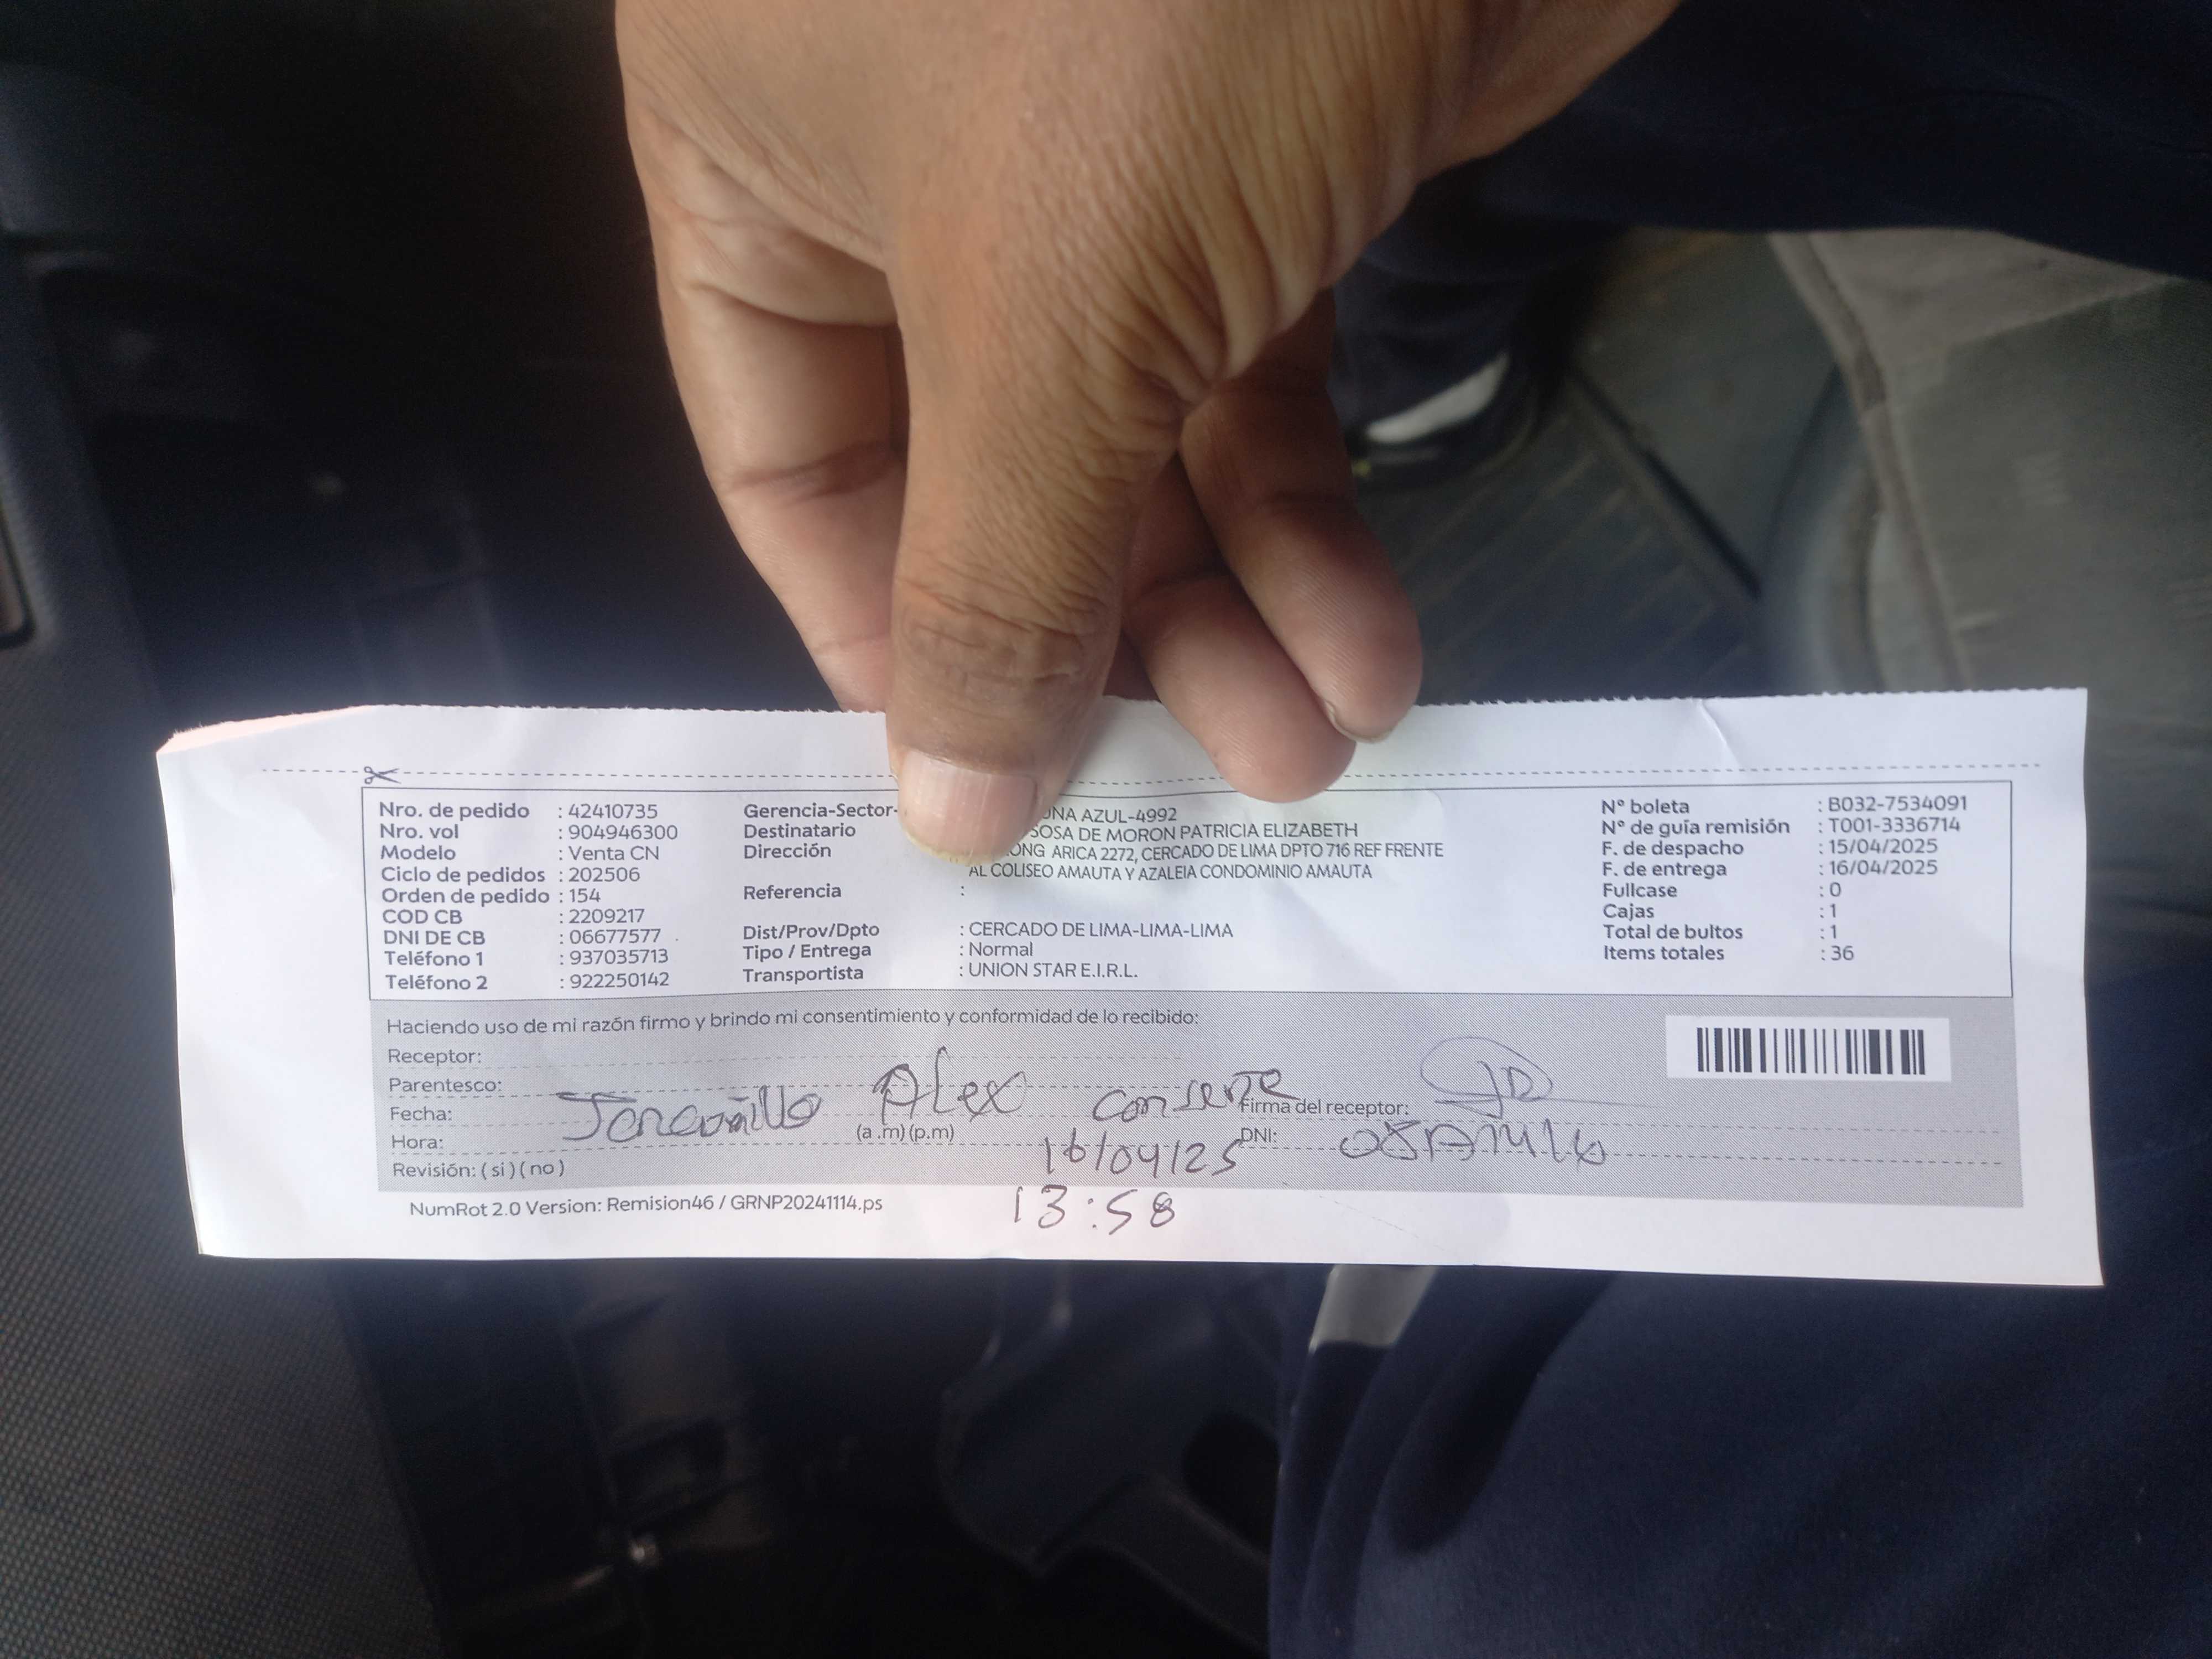 Nro. de pedido : 42410735
Nro. vol : 904946300
Modelo : Venta CN
Ciclo de pedidos : 202506
Orden de pedido : 154
COD CB : 2209217
DNI DE CB : 06677577
Teléfono 1 : 937035713
Teléfono 2 : 922250142
Gerencia-Sector- AZUL-4992
Destinatario SOSA DE MORON PATRICIA ELIZABETH
Dirección ARICA 2272, CERCADO DE LIMA DPTO 716 REF FRENTE
AL COLISEO AMAUTA Y AZALEIA CONDOMINIO AMAUTA
Referencia :
Dist/Prov/Dpto : CERCADO DE LIMA-LIMA-LIMA
Tipo / Entrega : Normal
Transportista : UNION STAR E.I.R.L.
N° boleta : B032-7534091
N° de guía remisión : T001-3336714
F. de despacho : 15/04/2025
F. de entrega : 16/04/2025
Fullcase : 0
Cajas : 1
Total de bultos : 1
Items totales : 36
Haciendo uso de mi razón firmo y brindo mi consentimiento y conformidad de lo recibido:
Receptor:
Parentesco:
Alex
Fecha: Firma del receptor:
Hora: (a .m) (p.m) DNI:
16/04/25
Revisión: ( si ) ( no )
NumRot 2.0 Version: Remision46 / GRNP20241114.ps
13:58